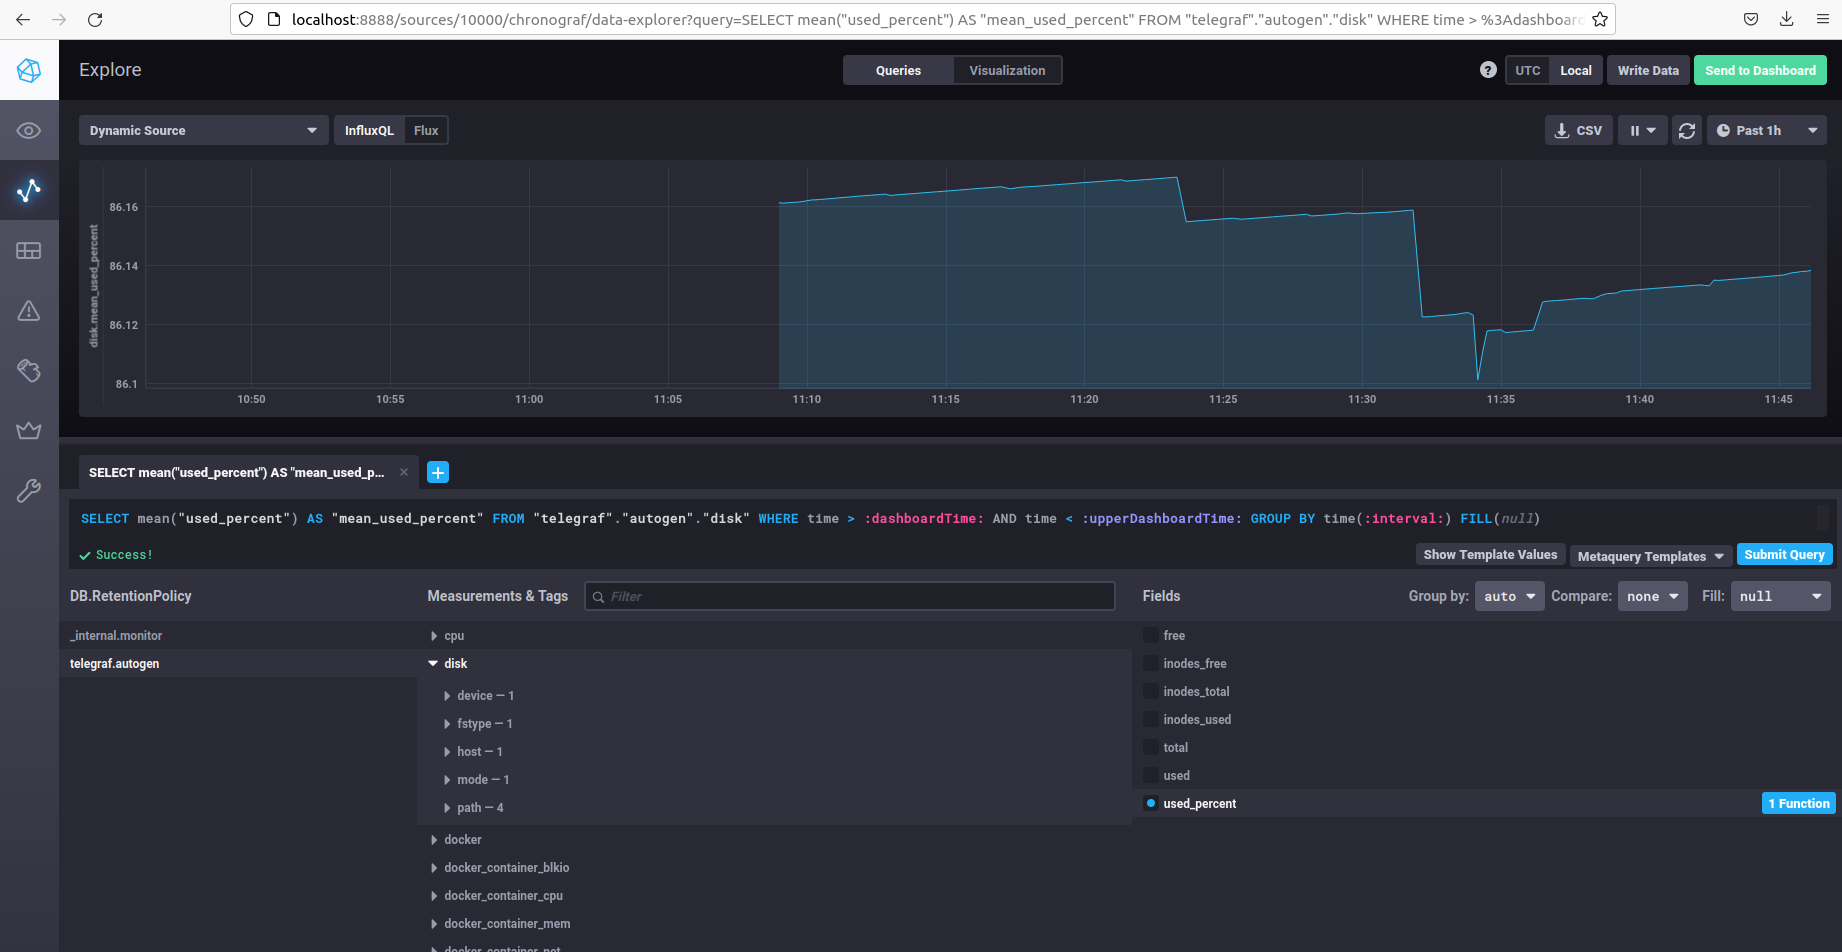 localhost:8888/sources/10000/chronograf/data-explorer?query=SELECT mean("used_percent") AS "mean_used_percent" FROM "telegraf"."autogen"."disk" WHERE time > %3Adashboard
Explore
Queries Visualization
? UTC Local Write Data Send to Dashboard
Dynamic Source InfluxQL Flux CSV Past 1h
disk.mean_used_percent
86.16
86.14
86.12
86.1
10:50 10:55 11:00 11:05 11:10 11:15 11:20 11:25 11:30 11:35 11:40 11:45
SELECT mean("used_percent") AS "mean_used_p... × +
SELECT mean("used_percent") AS "mean_used_percent" FROM "telegraf"."autogen"."disk" WHERE time > :dashboardTime: AND time < :upperDashboardTime: GROUP BY time(:interval:) FILL(null)
Success! Show Template Values Metaquery Templates Submit Query
DB.RetentionPolicy
_internal.monitor
telegraf.autogen
Measurements & Tags Filter
cpu
disk
device — 1
fstype — 1
host — 1
mode — 1
path — 4
docker
docker_container_blkio
docker_container_cpu
docker_container_mem
docker_container_net
Fields Group by: auto Compare: none Fill: null
free
inodes_free
inodes_total
inodes_used
total
used
used_percent 1 Function